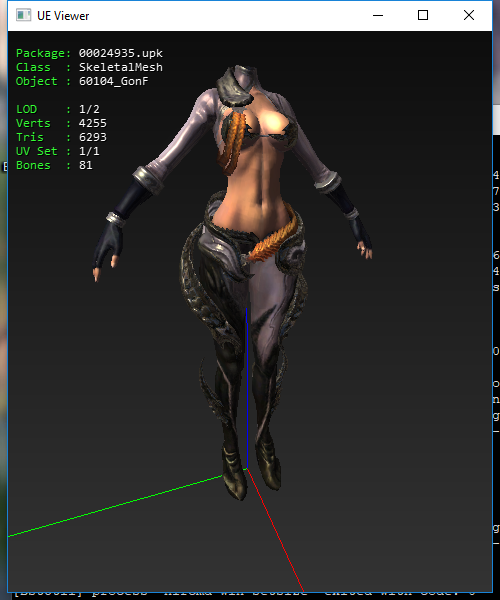 UE Viewer
Package: 00024935.upk
Class : SkeletalMesh
Object : 60104_GonF
LOD : 1/2
Verts : 4255
Tris : 6293
UV Set : 1/1
Bones : 81